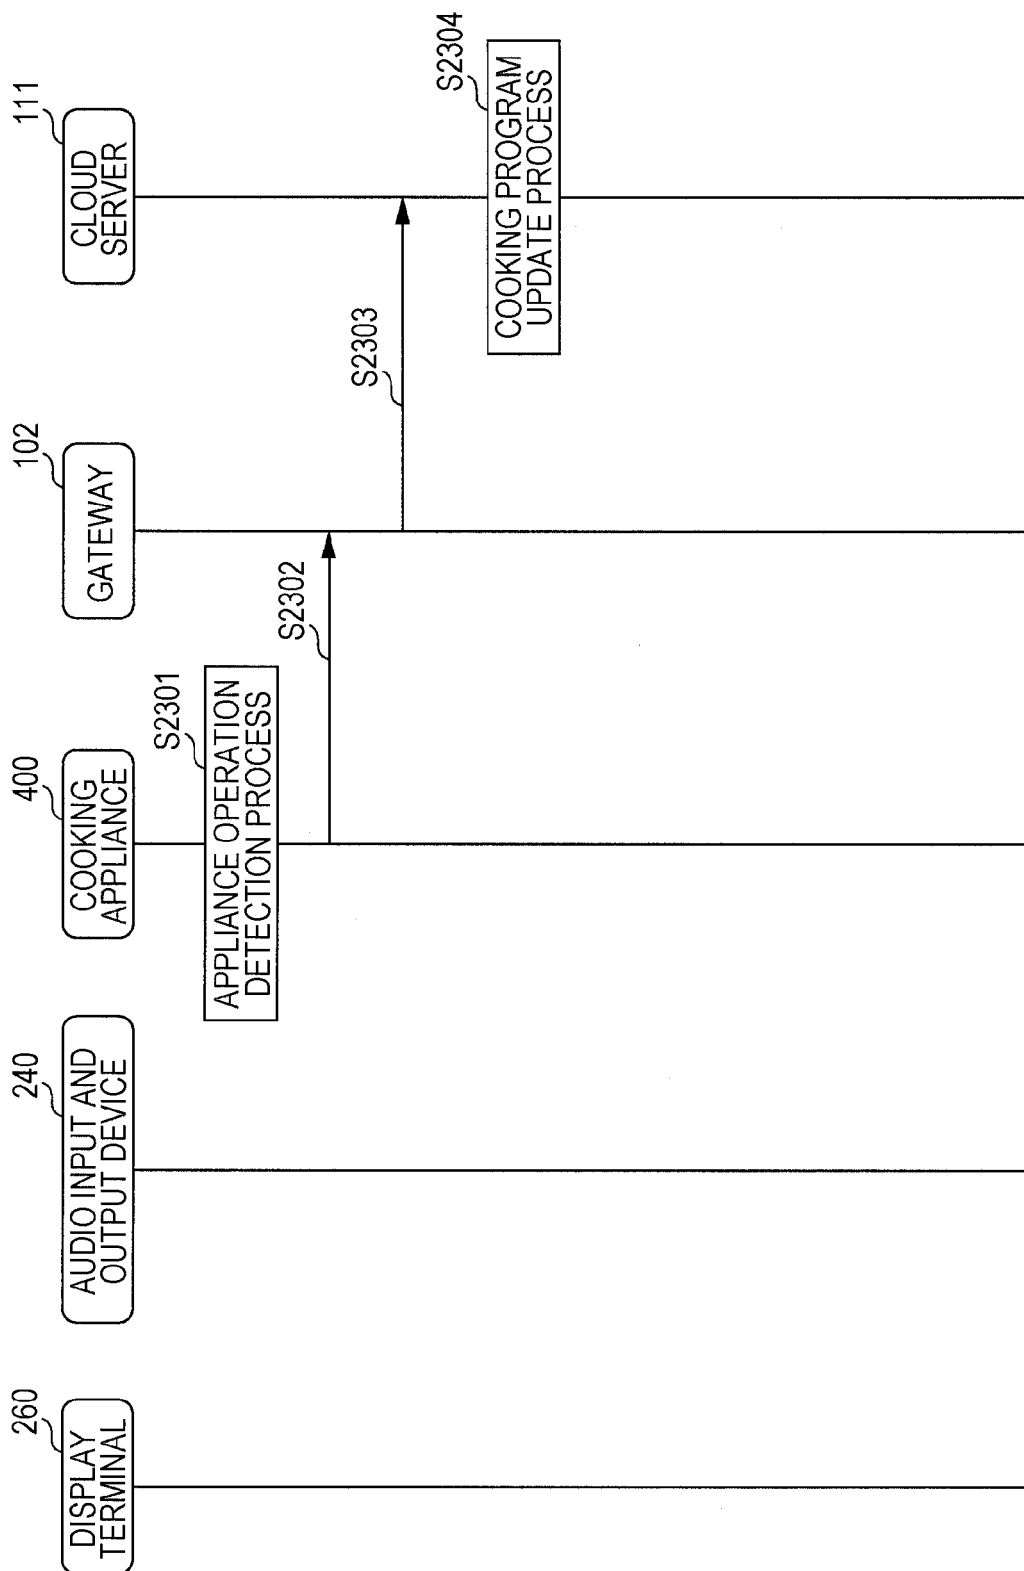 260
DISPLAY
TERMINAL
240
AUDIO INPUT AND
OUTPUT DEVICE
400
COOKING
APPLIANCE
102
GATEWAY
111
CLOUD
SERVER
S2301
APPLIANCE OPERATION
DETECTION PROCESS
S2302
S2303
S2304
COOKING PROGRAM
UPDATE PROCESS